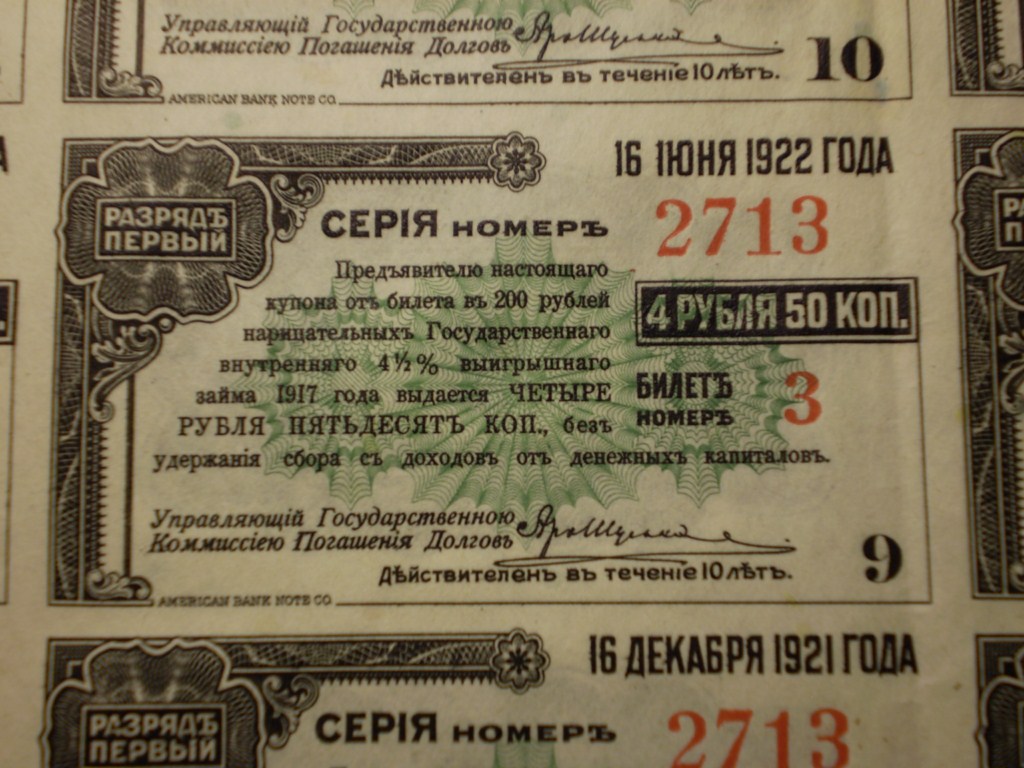 Управляющій Государственною
Коммиссіею Погашенія Долговъ
Дѣйствителенъ въ теченіе 10 лѣтъ.
10
AMERICAN BANK NOTE CO.
16 ІЮНЯ 1922 ГОДА
РАЗРЯДЪ
ПЕРВЫЙ
СЕРІЯ НОМЕРЪ
2713
Предъявителю настоящаго
купона отъ билета въ 200 рублей
нарицательныхъ Государственнаго
внутренняго 4½% выигрышнаго
займа 1917 года выдается ЧЕТЫРЕ
РУБЛЯ ПЯТЬДЕСЯТЪ КОП., безъ
удержанія сбора съ доходовъ отъ денежныхъ капиталовъ.
4 РУБЛЯ 50 КОП.
БИЛЕТЪ
НОМЕРЪ
3
Управляющій Государственною
Коммиссіею Погашенія Долговъ
Дѣйствителенъ въ теченіе 10 лѣтъ.
9
AMERICAN BANK NOTE CO.
16 ДЕКАБРЯ 1921 ГОДА
РАЗРЯДЪ
ПЕРВЫЙ
СЕРІЯ НОМЕРЪ
2713